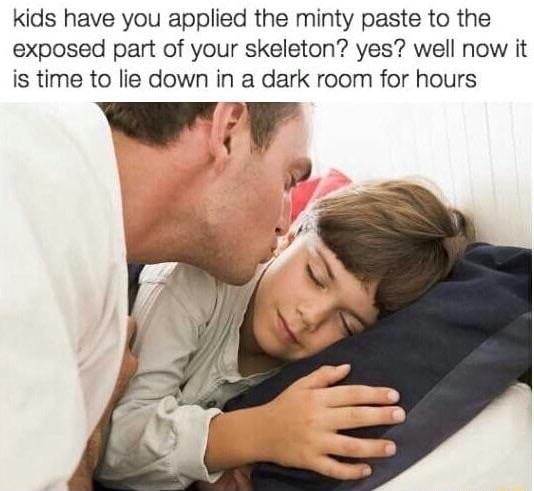 kids have you applied the minty paste to the
exposed part of your skeleton? yes? well now it
is time to lie down in a dark room for hours